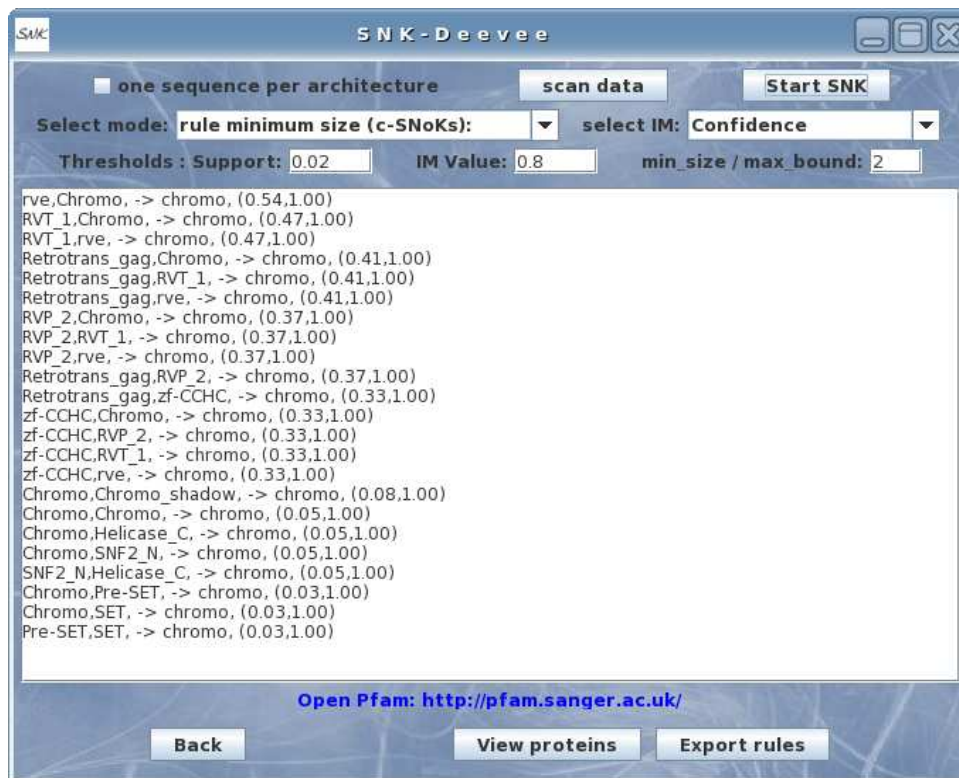 SNK
SNK-Deevee
one sequence per architecture scan data Start SNK
Select mode: rule minimum size (c-SNoKs): select IM: Confidence
Thresholds : Support: 0.02 IM Value: 0.8 min_size / max_bound: 2
rve,Chromo, -> chromo, (0.54,1.00)
RVT_1,Chromo, -> chromo, (0.47,1.00)
RVT_1,rve, -> chromo, (0.47,1.00)
Retrotrans_gag,Chromo, -> chromo, (0.41,1.00)
Retrotrans_gag,RVT_1, -> chromo, (0.41,1.00)
Retrotrans_gag,rve, -> chromo, (0.41,1.00)
RVP_2,Chromo, -> chromo, (0.37,1.00)
RVP_2,RVT_1, -> chromo, (0.37,1.00)
RVP_2,rve, -> chromo, (0.37,1.00)
Retrotrans_gag,RVP_2, -> chromo, (0.37,1.00)
Retrotrans_gag,zf-CCHC, -> chromo, (0.33,1.00)
zf-CCHC,Chromo, -> chromo, (0.33,1.00)
zf-CCHC,RVP_2, -> chromo, (0.33,1.00)
zf-CCHC,RVT_1, -> chromo, (0.33,1.00)
zf-CCHC,rve, -> chromo, (0.33,1.00)
Chromo,Chromo_shadow, -> chromo, (0.08,1.00)
Chromo,Chromo, -> chromo, (0.05,1.00)
Chromo,Helicase_C, -> chromo, (0.05,1.00)
Chromo,SNF2_N, -> chromo, (0.05,1.00)
SNF2_N,Helicase_C, -> chromo, (0.05,1.00)
Chromo,Pre-SET, -> chromo, (0.03,1.00)
Chromo,SET, -> chromo, (0.03,1.00)
Pre-SET,SET, -> chromo, (0.03,1.00)
Open Pfam: http://pfam.sanger.ac.uk/
Back View proteins Export rules